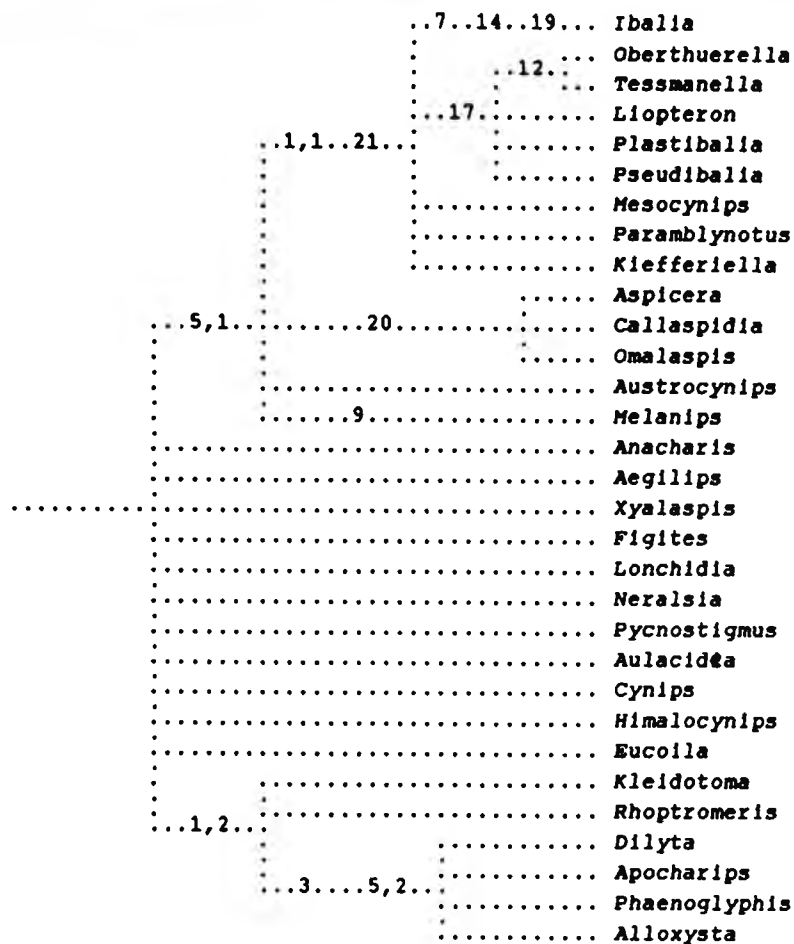 ..7..14..19... Ibalia
... Oberthuerella
..12.
... Tessmanella
..17.......... Liopteron
..1,1..21... ......... Plastibalia
......... Pseudibalia
.............. Mesocynips
.............. Paramblynotus
.............. Kiefferiella
...... Aspicera
...5,1..........20......... Callaspidia
...... Omalaspis
........................ Austrocynips
.......9................ Melanips
................................ Anacharis
................................ Aegilips
.......... ................................ Xyalaspis
................................ Figites
................................ Lonchidia
................................ Neralsia
................................ Pycnostigmus
................................ Aulacidea
................................ Cynips
................................ Himalocynips
................................ Eucoila
........................ Kleidotoma
........................ Rhoptromeris
...1,2..
............ Dilyta
............ Apocharips
...3....5,2..
............ Phaenoglyphis
............ Alloxysta